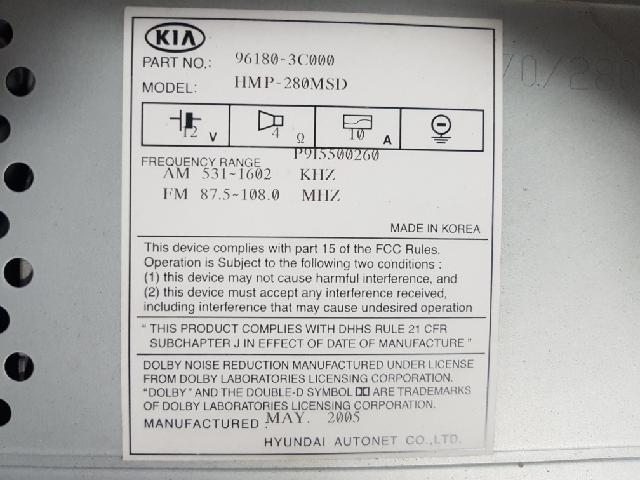 KIA
PART NO.: 96180-3C000
MODEL: HMP-280MSD
12 V 4 Ω 10 A
P915500260
FREQUENCY RANGE
AM 531~1602 KHZ
FM 87.5~108.0 MHZ
MADE IN KOREA
This device complies with part 15 of the FCC Rules.
Operation is Subject to the following two conditions :
(1) this device may not cause harmful interference, and
(2) this device must accept any interference received,
including interference that may cause undesired operation
" THIS PRODUCT COMPLIES WITH DHHS RULE 21 CFR
SUBCHAPTER J IN EFFECT OF DATE OF MANUFACTURE "
DOLBY NOISE REDUCTION MANUFACTURED UNDER LICENSE
FROM DOLBY LABORATORIES LICENSING CORPORATION.
"DOLBY" AND THE DOUBLE-D SYMBOL ARE TRADEMARKS
OF DOLBY LABORATORIES LICENSING CORPORATION.
MANUFACTURED MAY. 2005
HYUNDAI AUTONET CO.,LTD.